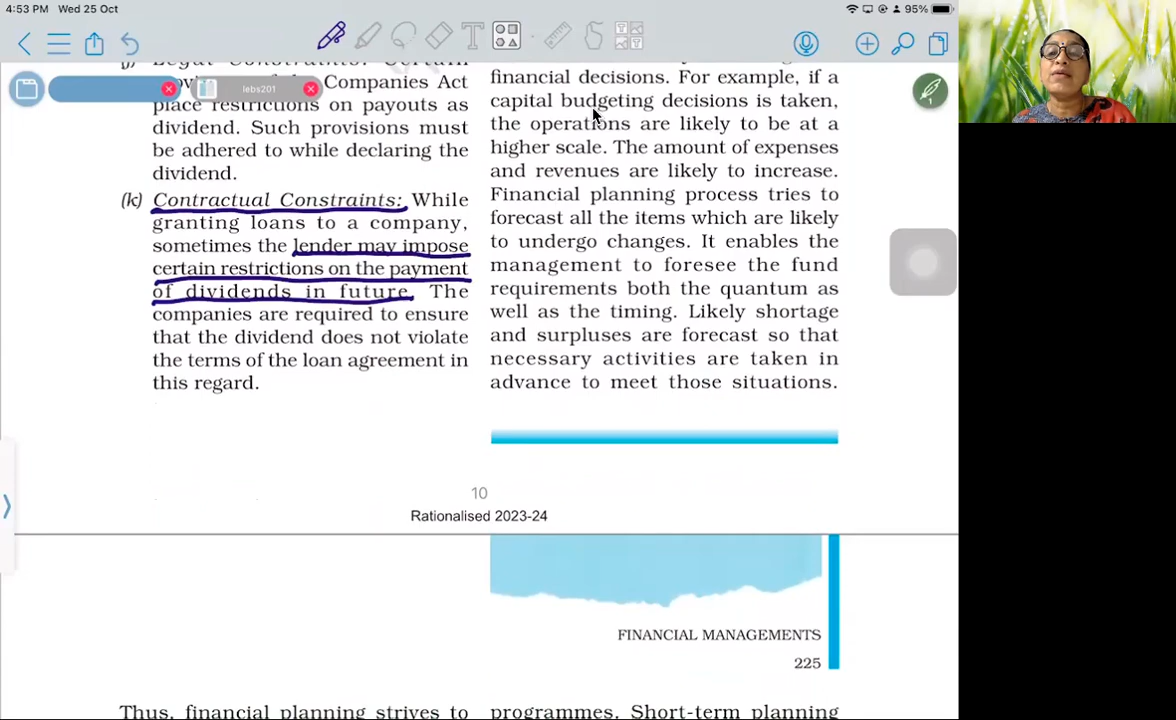 4:53 PM Wed 25 Oct
95%
lebs201
Companies Act
place restrictions on payouts as
dividend. Such provisions must
be adhered to while declaring the
dividend.
(k) Contractual Constraints: While
granting loans to a company,
sometimes the lender may impose
certain restrictions on the payment
of dividends in future. The
companies are required to ensure
that the dividend does not violate
the terms of the loan agreement in
this regard.
financial decisions. For example, if a
capital budgeting decisions is taken,
the operations are likely to be at a
higher scale. The amount of expenses
and revenues are likely to increase.
Financial planning process tries to
forecast all the items which are likely
to undergo changes. It enables the
management to foresee the fund
requirements both the quantum as
well as the timing. Likely shortage
and surpluses are forecast so that
necessary activities are taken in
advance to meet those situations.
10
Rationalised 2023-24
FINANCIAL MANAGEMENTS
225
Thus, financial planning strives to
programmes. Short-term planning